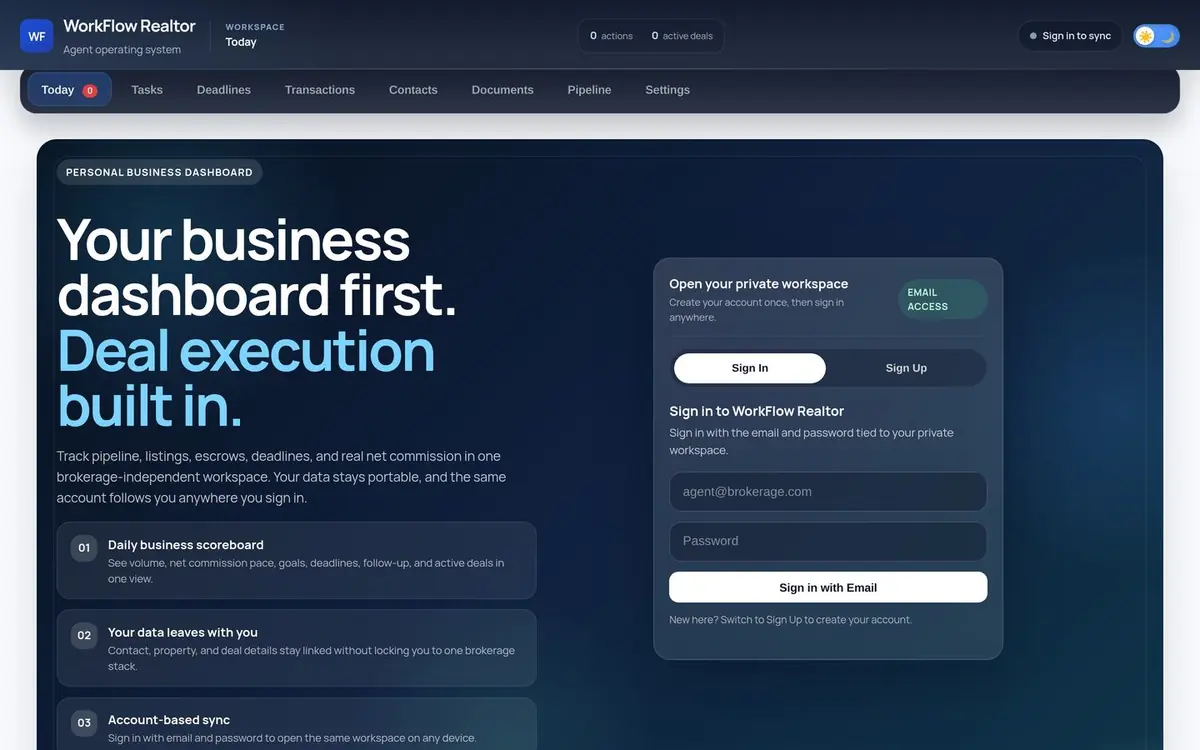 WF
WorkFlow Realtor
Agent operating system
WORKSPACE
Today
0 actions 0 active deals
Sign in to sync
Today 0 Tasks Deadlines Transactions Contacts Documents Pipeline Settings
PERSONAL BUSINESS DASHBOARD
Your business
dashboard first.
Deal execution
built in.
Track pipeline, listings, escrows, deadlines, and real net commission in one
brokerage-independent workspace. Your data stays portable, and the same
account follows you anywhere you sign in.
01
Daily business scoreboard
See volume, net commission pace, goals, deadlines, follow-up, and active deals in
one view.
02
Your data leaves with you
Contact, property, and deal details stay linked without locking you to one brokerage
stack.
03
Account-based sync
Sign in with email and password to open the same workspace on any device.
Open your private workspace
Create your account once, then sign in
anywhere.
EMAIL
ACCESS
Sign In Sign Up
Sign in to WorkFlow Realtor
Sign in with the email and password tied to your private
workspace.
agent@brokerage.com
Password
Sign in with Email
New here? Switch to Sign Up to create your account.